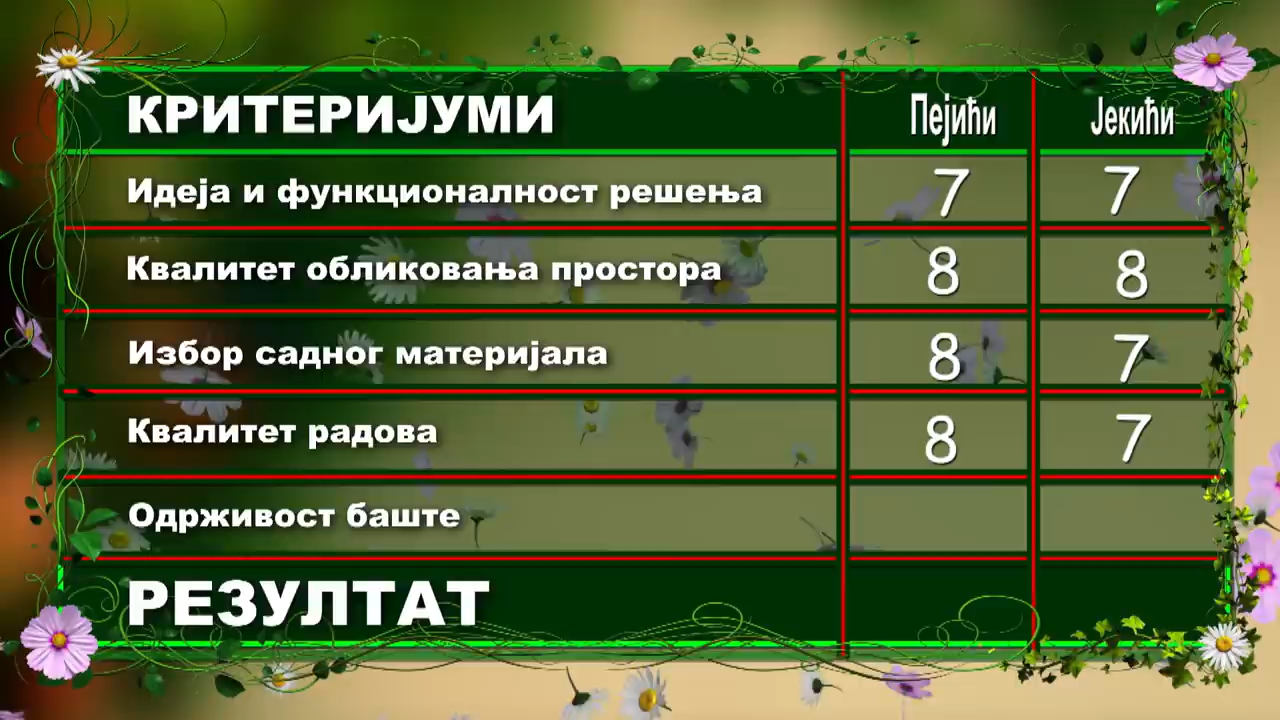 КРИТЕРИЈУМИ Пејићи Јекићи
Идеја и функционалност решења 7 7
Квалитет обликовања простора 8 8
Избор садног материјала 8 7
Квалитет радова 8 7
Одрживост баште
РЕЗУЛТАТ